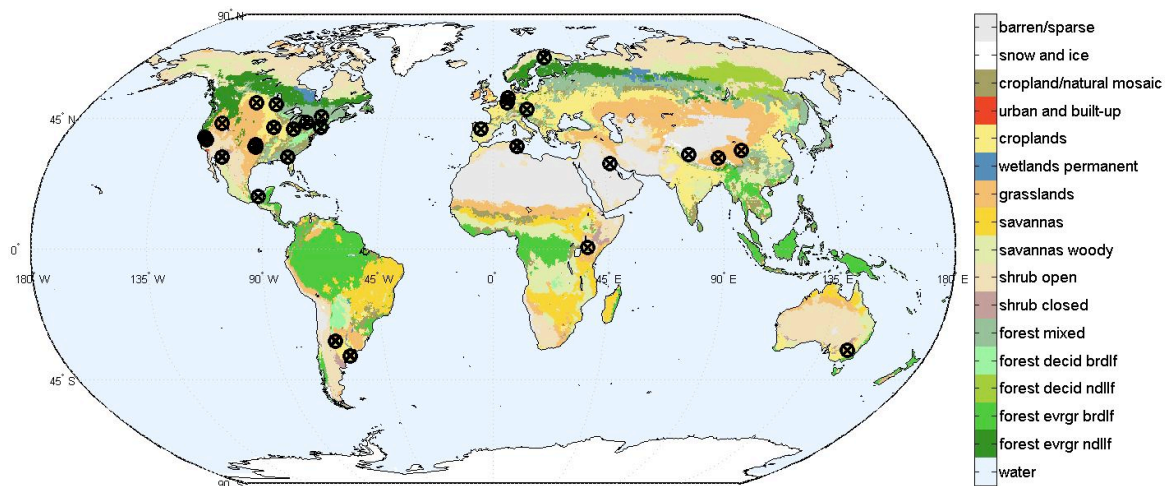 90° N
45° N
0°
180° W
135° W
90° W
45° W
0°
45° E
90° E
135° E
180° E
45° S
90° S
barren/sparse
snow and ice
cropland/natural mosaic
urban and built-up
croplands
wetlands permanent
grasslands
savannas
savannas woody
shrub open
shrub closed
forest mixed
forest decid brdlf
forest decid ndllf
forest evrgr brdlf
forest evrgr ndllf
water